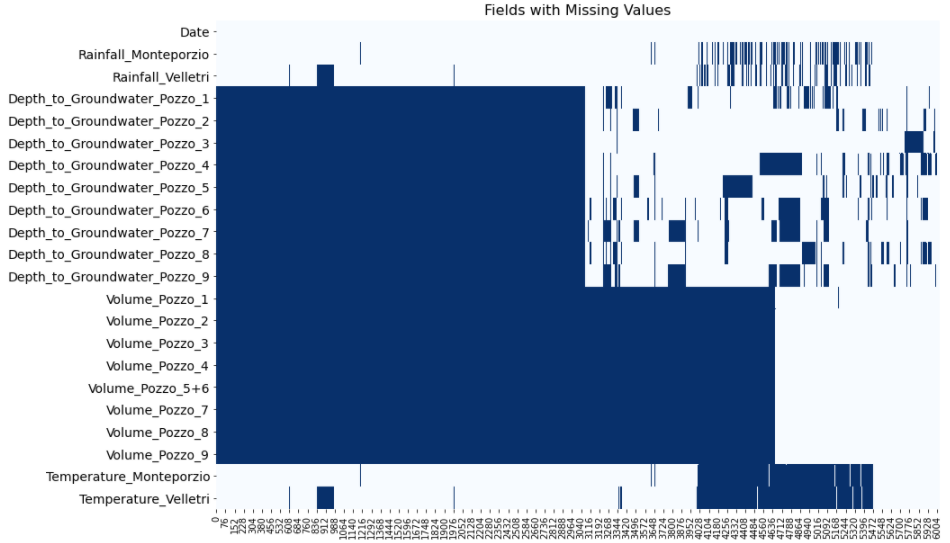 Fields with Missing Values
Date
Rainfall_Monteporzio
Rainfall_Velletri
Depth_to_Groundwater_Pozzo_1
Depth_to_Groundwater_Pozzo_2
Depth_to_Groundwater_Pozzo_3
Depth_to_Groundwater_Pozzo_4
Depth_to_Groundwater_Pozzo_5
Depth_to_Groundwater_Pozzo_6
Depth_to_Groundwater_Pozzo_7
Depth_to_Groundwater_Pozzo_8
Depth_to_Groundwater_Pozzo_9
Volume_Pozzo_1
Volume_Pozzo_2
Volume_Pozzo_3
Volume_Pozzo_4
Volume_Pozzo_5+6
Volume_Pozzo_7
Volume_Pozzo_8
Volume_Pozzo_9
Temperature_Monteporzio
Temperature_Velletri
0 76 152 228 304 380 456 532 608 684 760 836 912 988 1064 1140 1216 1292 1368 1444 1520 1596 1672 1748 1824 1900 1976 2052 2128 2204 2280 2356 2432 2508 2584 2660 2736 2812 2888 2964 3040 3116 3192 3268 3344 3420 3496 3572 3648 3724 3800 3876 3952 4028 4104 4180 4256 4332 4408 4484 4560 4636 4712 4788 4864 4940 5016 5092 5168 5244 5320 5396 5472 5548 5624 5700 5776 5852 5928 6004